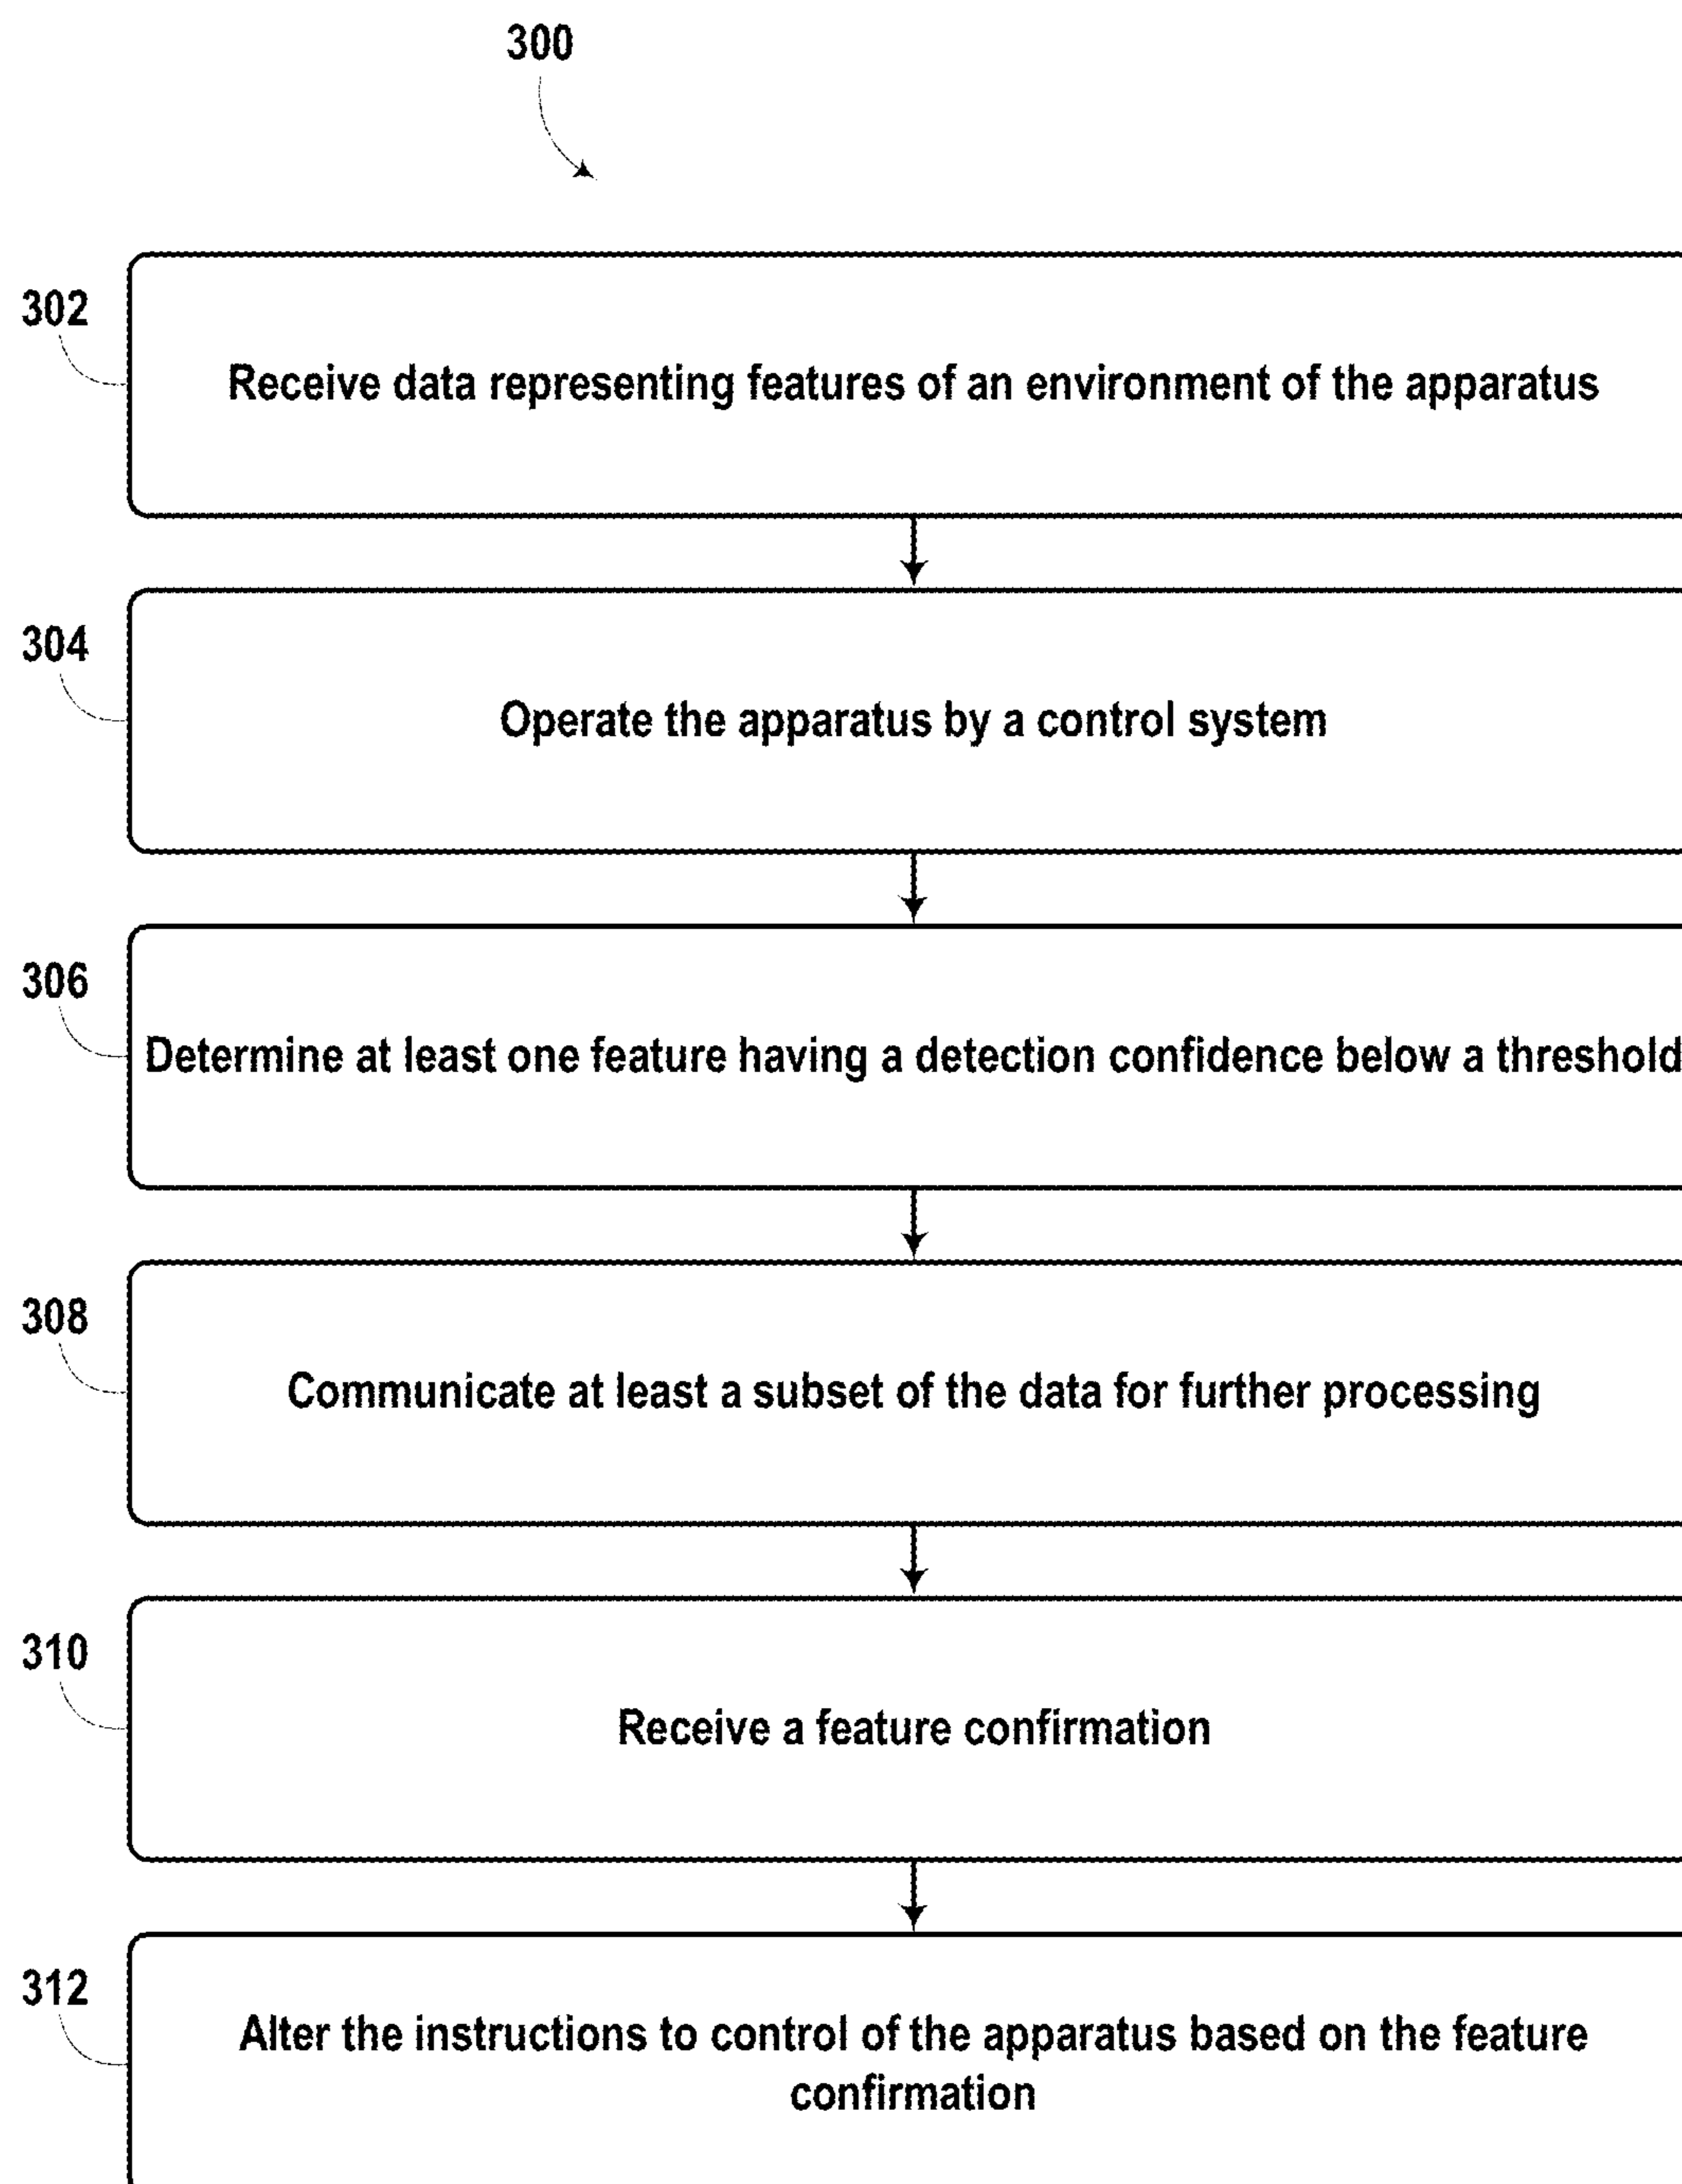 300
302
Receive data representing features of an environment of the apparatus
304
Operate the apparatus by a control system
306
Determine at least one feature having a detection confidence below a threshold
308
Communicate at least a subset of the data for further processing
310
Receive a feature confirmation
312
Alter the instructions to control of the apparatus based on the feature
confirmation